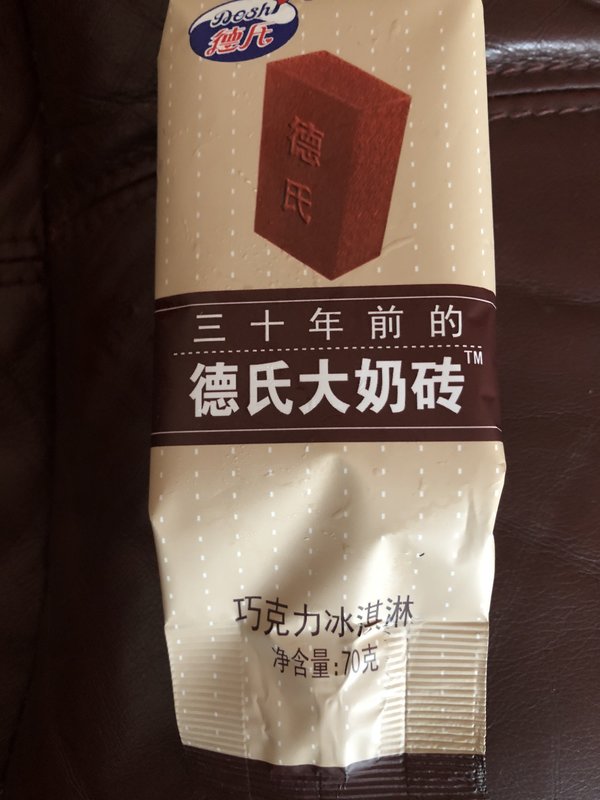 Deshi
德氏
德
氏
三十年前的
德氏大奶砖™
巧克力冰淇淋
净含量:70克